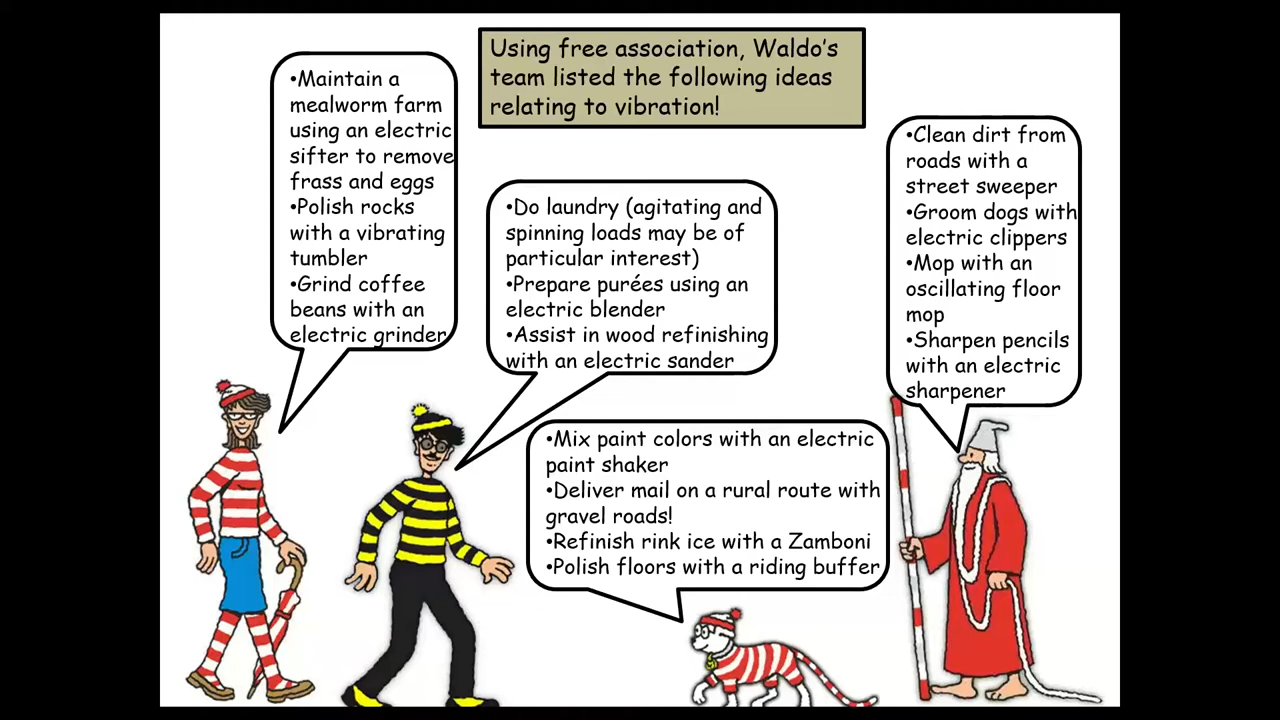 Using free association, Waldo's
team listed the following ideas
relating to vibration!
•Maintain a
mealworm farm
using an electric
sifter to remove
frass and eggs
•Polish rocks
with a vibrating
tumbler
•Grind coffee
beans with an
electric grinder
•Do laundry (agitating and
spinning loads may be of
particular interest)
•Prepare purées using an
electric blender
•Assist in wood refinishing
with an electric sander
•Mix paint colors with an electric
paint shaker
•Deliver mail on a rural route with
gravel roads!
•Refinish rink ice with a Zamboni
•Polish floors with a riding buffer
•Clean dirt from
roads with a
street sweeper
•Groom dogs with
electric clippers
•Mop with an
oscillating floor
mop
•Sharpen pencils
with an electric
sharpener